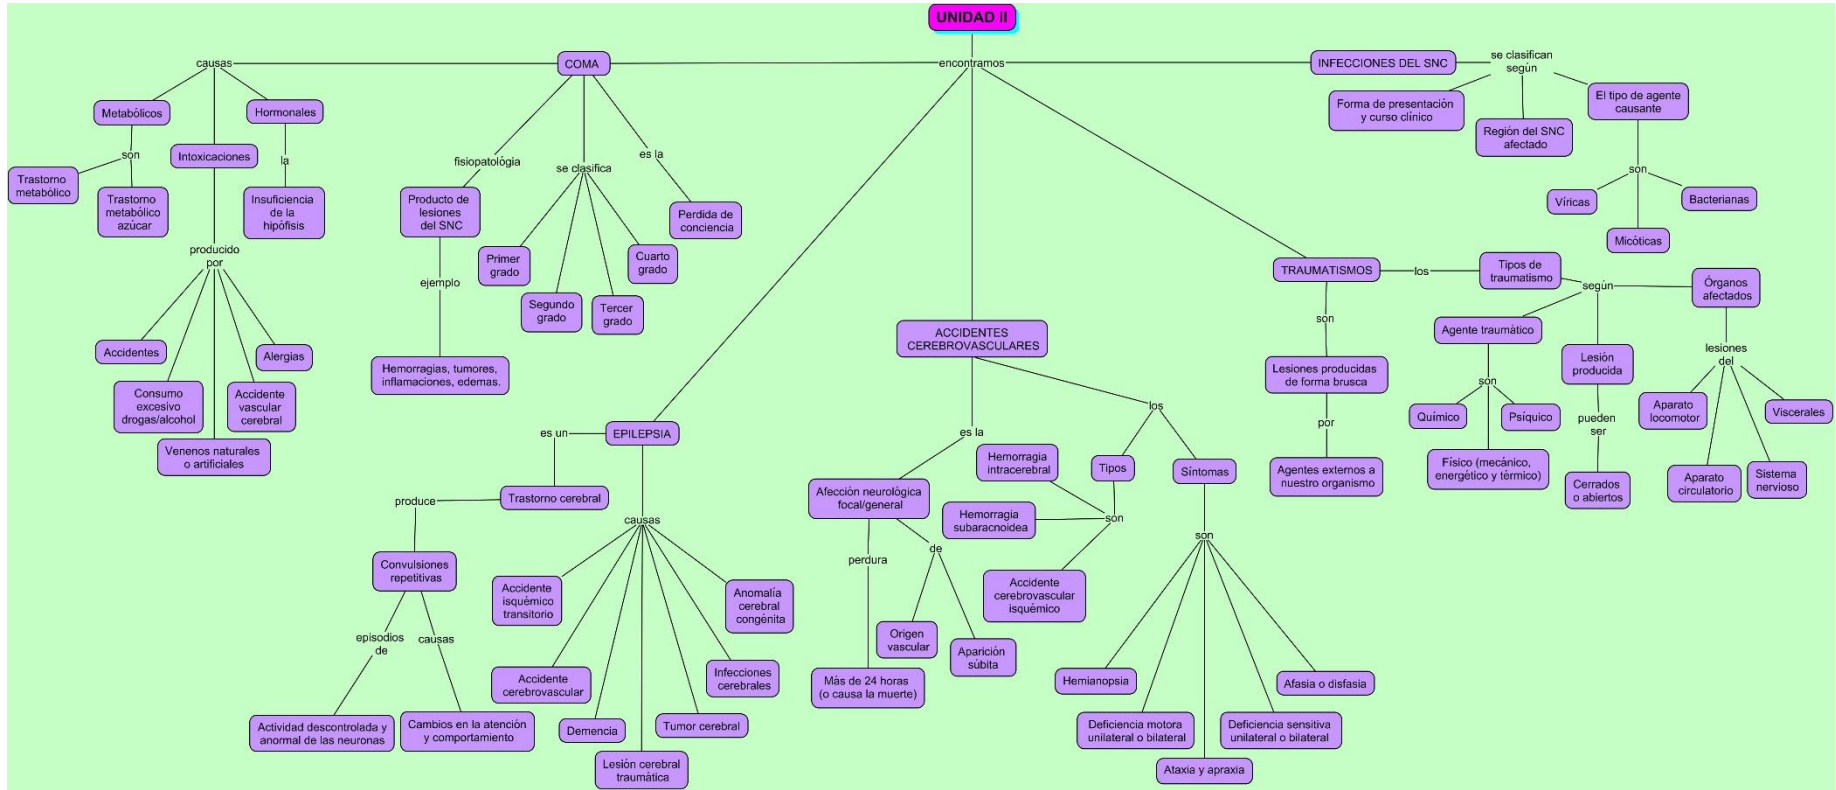 UNIDAD II
encontramos
COMA
causas
Metabólicos
son
Trastorno
metabólico
Trastorno
metabólico
azúcar
Intoxicaciones
producido
por
Accidentes
Consumo
excesivo
drogas/alcohol
Venenos naturales
o artificiales
Accidente
vascular
cerebral
Alergias
Hormonales
la
Insuficiencia
de la
hipófisis
fisiopatológia
Producto de
lesiones
del SNC
ejemplo
Hemorragias, tumores,
inflamaciones, edemas.
se clasifica
Primer
grado
Segundo
grado
Tercer
grado
Cuarto
grado
es la
Perdida de
conciencia
EPILEPSIA
es un
Trastorno cerebral
produce
Convulsiones
repetitivas
episodios
de
Actividad descontrolada y
anormal de las neuronas
causas
Cambios en la atención
y comportamiento
causas
Accidente
isquémico
transitorio
Accidente
cerebrovascular
Demencia
Lesión cerebral
traumática
Tumor cerebral
Infecciones
cerebrales
Anomalía
cerebral
congénita
ACCIDENTES
CEREBROVASCULARES
es la
Afección neurológica
focal/general
perdura
Más de 24 horas
(o causa la muerte)
de
Origen
vascular
Aparición
súbita
los
Tipos
son
Hemorragia
intracerebral
Hemorragia
subaracnoidea
Accidente
cerebrovascular
isquémico
Síntomas
son
Hemianopsia
Deficiencia motora
unilateral o bilateral
Ataxia y apraxia
Deficiencia sensitiva
unilateral o bilateral
Afasia o disfasia
TRAUMATISMOS
son
Lesiones producidas
de forma brusca
por
Agentes externos a
nuestro organismo
los
Tipos de
traumatismo
según
Agente traumático
son
Químico
Físico (mecánico,
energético y térmico)
Psíquico
Lesión
producida
pueden
ser
Cerrados
o abiertos
Órganos
afectados
lesiones
del
Aparato
locomotor
Aparato
circulatorio
Sistema
nervioso
Viscerales
INFECCIONES DEL SNC
se clasifican
según
Forma de presentación
y curso clínico
Región del SNC
afectado
El tipo de agente
causante
son
Víricas
Micóticas
Bacterianas